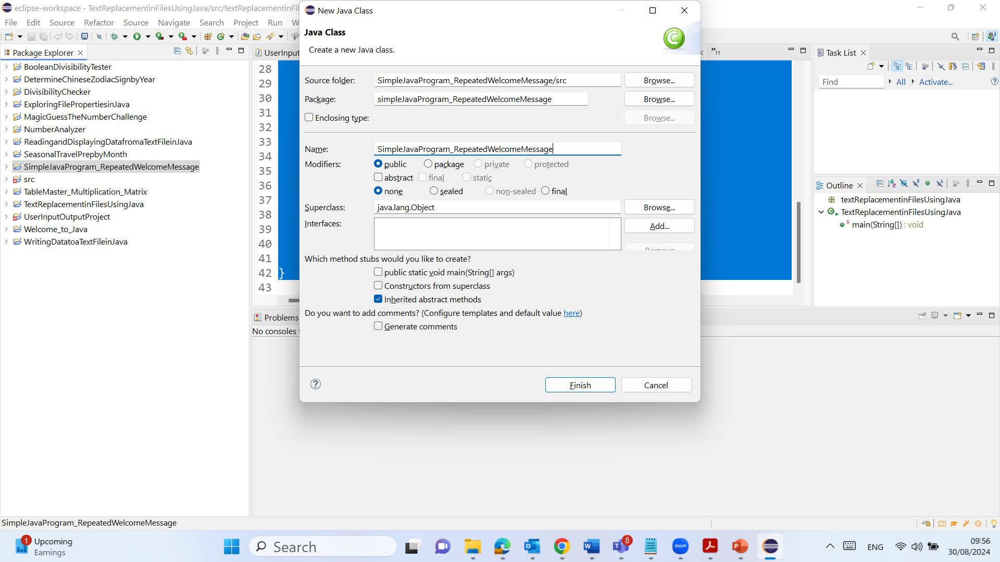 eclipse-workspace - TextReplacementinFilesUsingJava/src/textReplacementinFil
File Edit Source Refactor Source Navigate Search Project Run W
Package Explorer
BooleanDivisibilityTester
DetermineChineseZodiacSignbyYear
DivisibilityChecker
ExploringFilePropertiesinJava
MagicGuessTheNumberChallenge
NumberAnalyzer
ReadingandDisplayingDatafromaTextFileinJava
SeasonalTravelPrepbyMonth
SimpleJavaProgram_RepeatedWelcomeMessage
src
TableMaster_Multiplication_Matrix
TextReplacementinFilesUsingJava
UserInputOutputProject
Welcome_to_Java
WritingDatatoaTextFileinJava
UserInput
28
29
30
31
32
33
34
35
36
37
38
39
40
41
42 }
43
Problems
No consoles
New Java Class
Java Class
Create a new Java class.
Source folder: SimpleJavaProgram_RepeatedWelcomeMessage/src Browse...
Package: simpleJavaProgram_RepeatedWelcomeMessage Browse...
Enclosing type: Browse...
Name: SimpleJavaProgram_RepeatedWelcomeMessage
Modifiers: public package private protected
abstract final static
none sealed non-sealed final
Superclass: java.lang.Object Browse...
Interfaces: Add...
Remove
Which method stubs would you like to create?
public static void main(String[] args)
Constructors from superclass
Inherited abstract methods
Do you want to add comments? (Configure templates and default value here)
Generate comments
Finish Cancel
»11
Task List
Find All Activate...
Outline
textReplacementinFilesUsingJava
TextReplacementinFilesUsingJava
main(String[]) : void
SimpleJavaProgram_RepeatedWelcomeMessage
1
Upcoming
Earnings
Search
8
zoom
ENG
09:56
30/08/2024